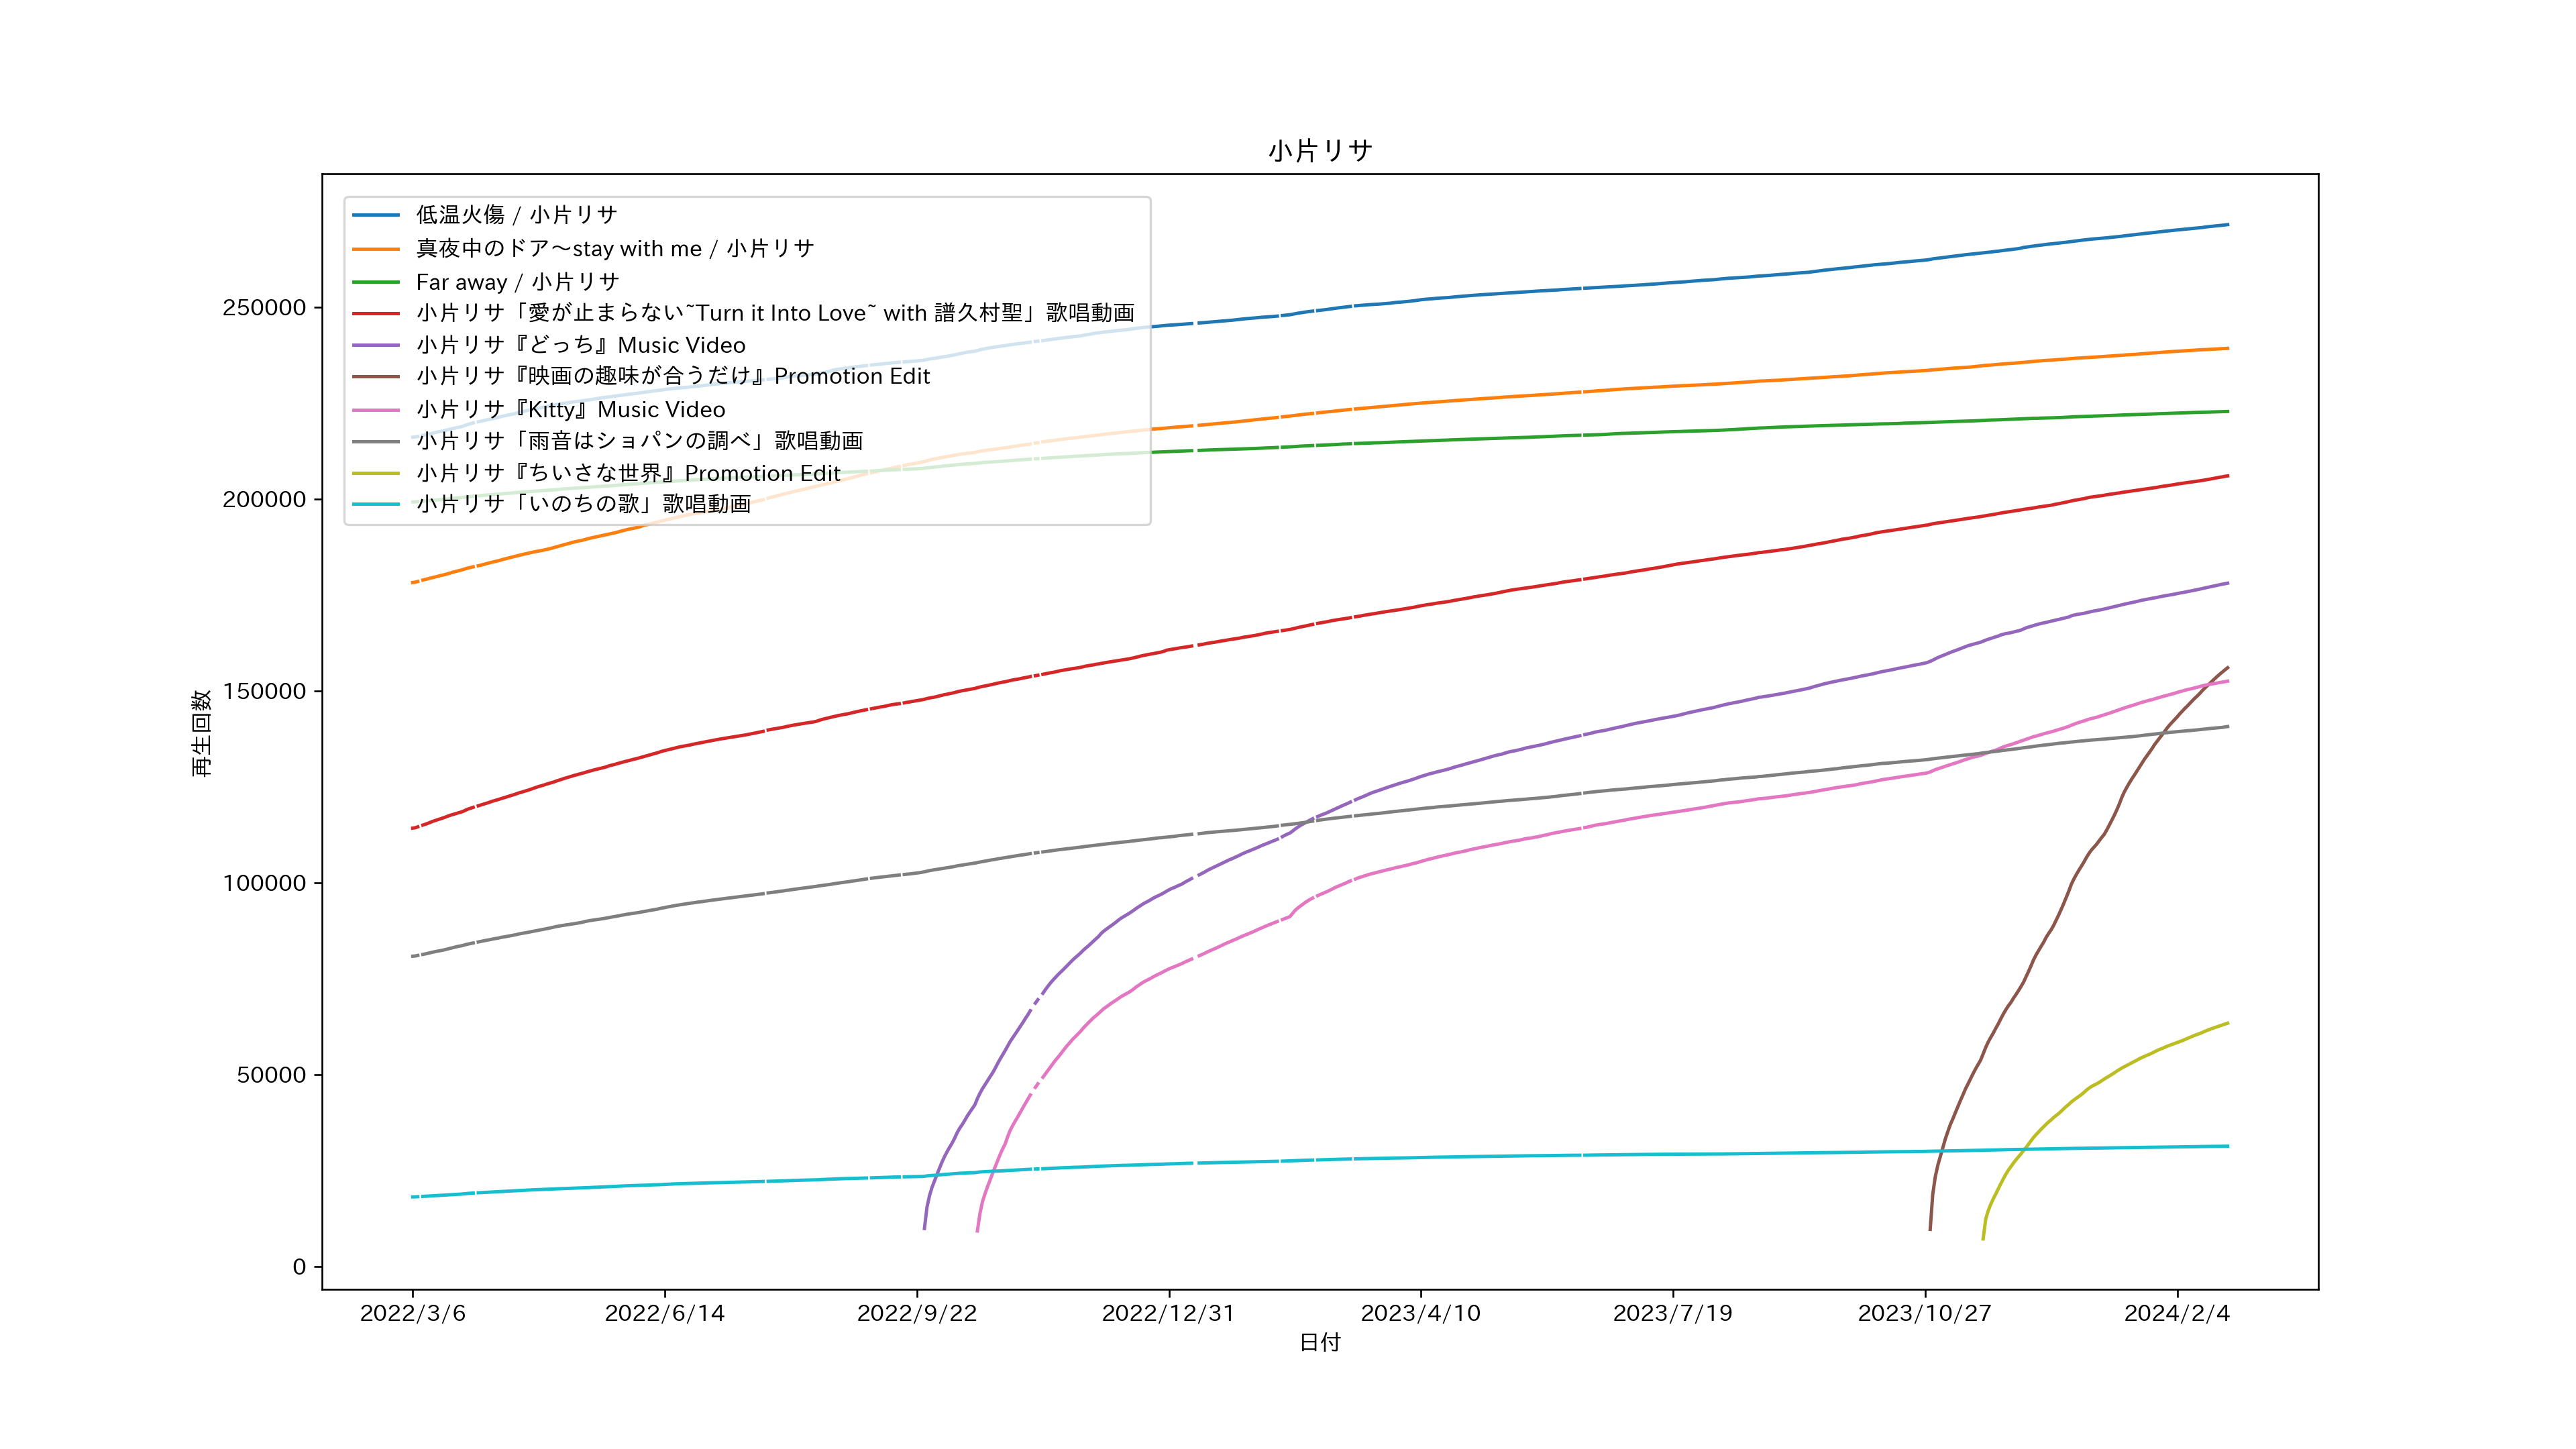 小片リサ
低温火傷 / 小片リサ
真夜中のドア〜stay with me / 小片リサ
Far away / 小片リサ
小片リサ「愛が止まらない~Turn it Into Love~ with 譜久村聖」歌唱動画
小片リサ『どっち』Music Video
小片リサ『映画の趣味が合うだけ』Promotion Edit
小片リサ『Kitty』Music Video
小片リサ「雨音はショパンの調べ」歌唱動画
小片リサ『ちいさな世界』Promotion Edit
小片リサ「いのちの歌」歌唱動画
250000
200000
150000
100000
50000
0
再生回数
2022/3/6
2022/6/14
2022/9/22
2022/12/31
2023/4/10
2023/7/19
2023/10/27
2024/2/4
日付